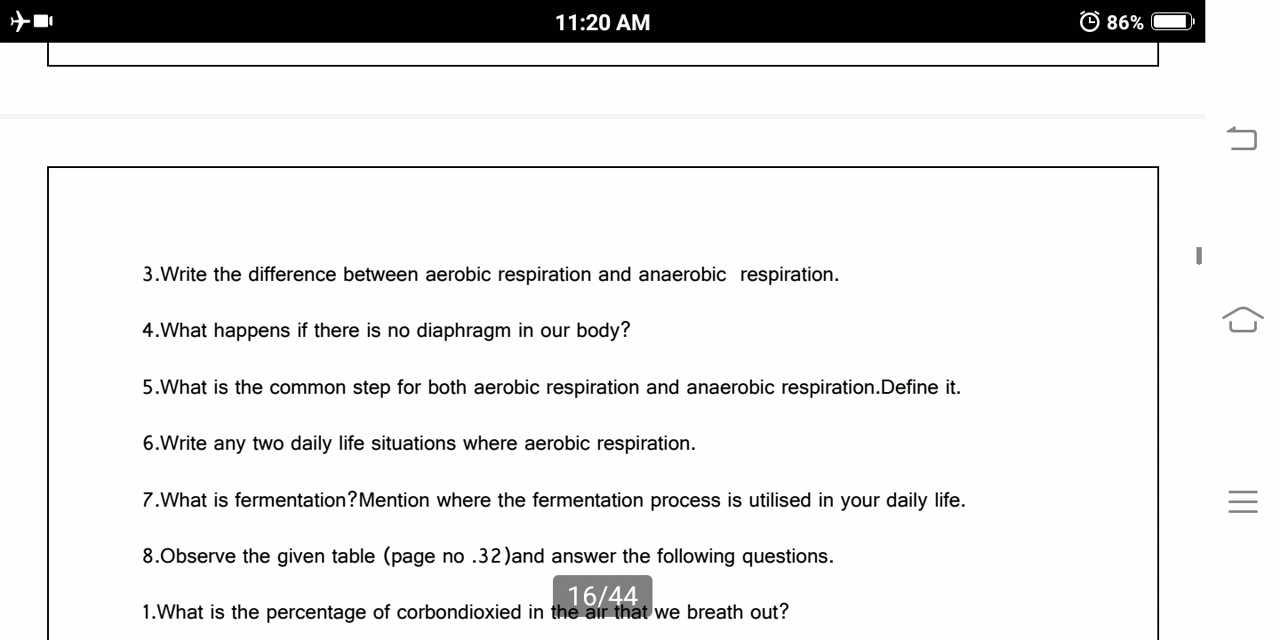 11:20 AM
86%
3.Write the difference between aerobic respiration and anaerobic respiration.
4.What happens if there is no diaphragm in our body?
5.What is the common step for both aerobic respiration and anaerobic respiration.Define it.
6.Write any two daily life situations where aerobic respiration.
7.What is fermentation?Mention where the fermentation process is utilised in your daily life.
8.Observe the given table (page no .32)and answer the following questions.
16/44
1.What is the percentage of corbondioxied in the air that we breath out?